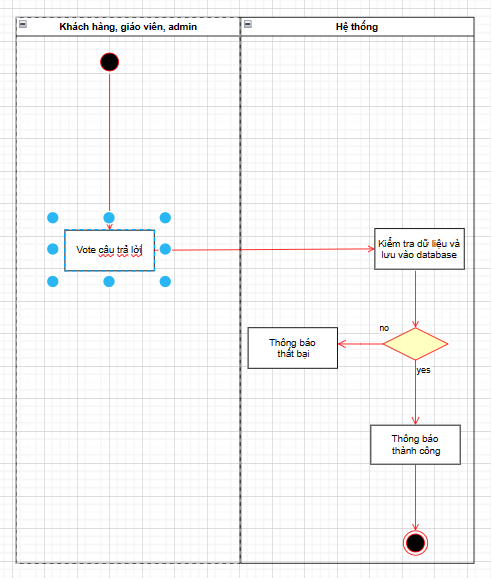 Khách hàng, giáo viên, admin
Hệ thống
Vote câu trả lời
Kiểm tra dữ liệu và
lưu vào database
no
Thông báo
thất bại
yes
Thông báo
thành công